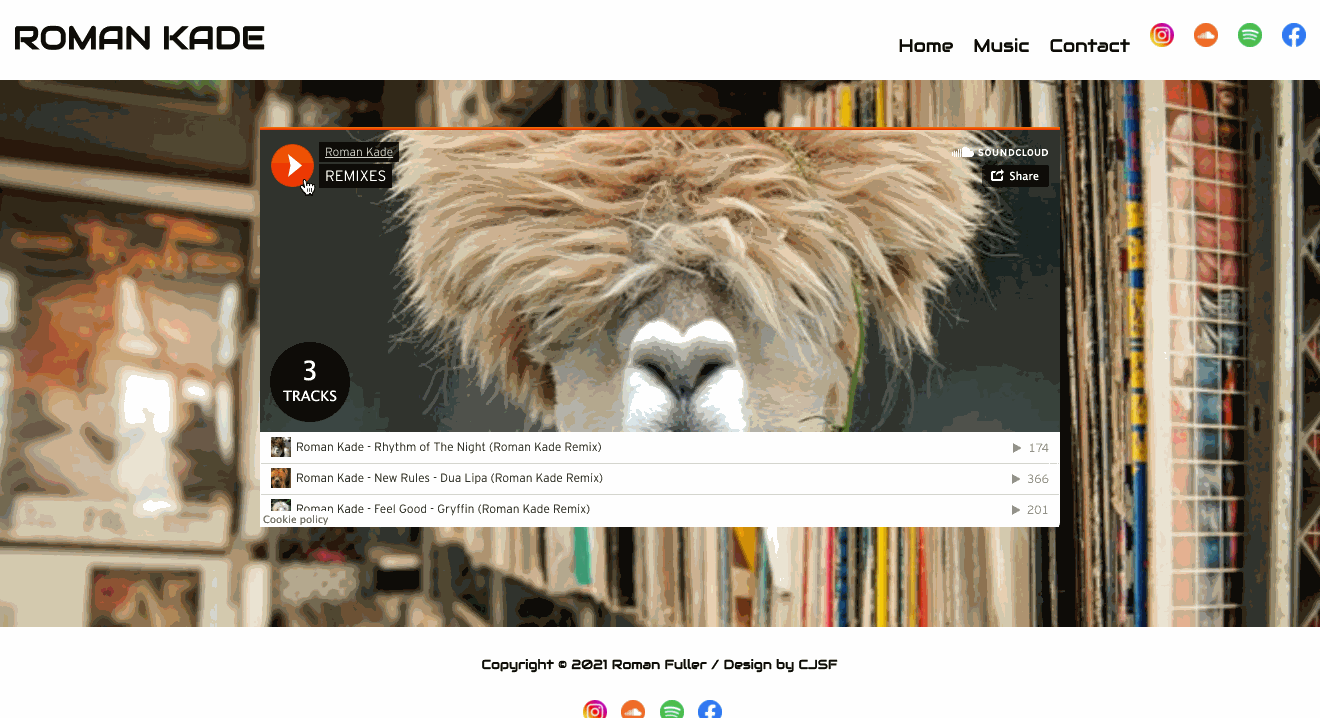 ROMAN KADE
Home Music Contact
Roman Kade
REMIXES
SOUNDCLOUD
Share
3
TRACKS
Roman Kade - Rhythm of The Night (Roman Kade Remix) 174
Roman Kade - New Rules - Dua Lipa (Roman Kade Remix) 366
Roman Kade - Feel Good - Gryffin (Roman Kade Remix) 201
Cookie policy
Copyright © 2021 Roman Fuller / Design by CJSF